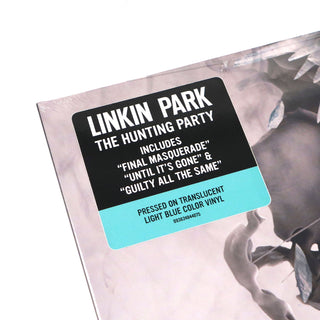 LINKIN PARK
THE HUNTING PARTY
INCLUDES
"FINAL MASQUERADE"
"UNTIL IT'S GONE" &
"GUILTY ALL THE SAME"
PRESSED ON TRANSLUCENT
LIGHT BLUE COLOR VINYL